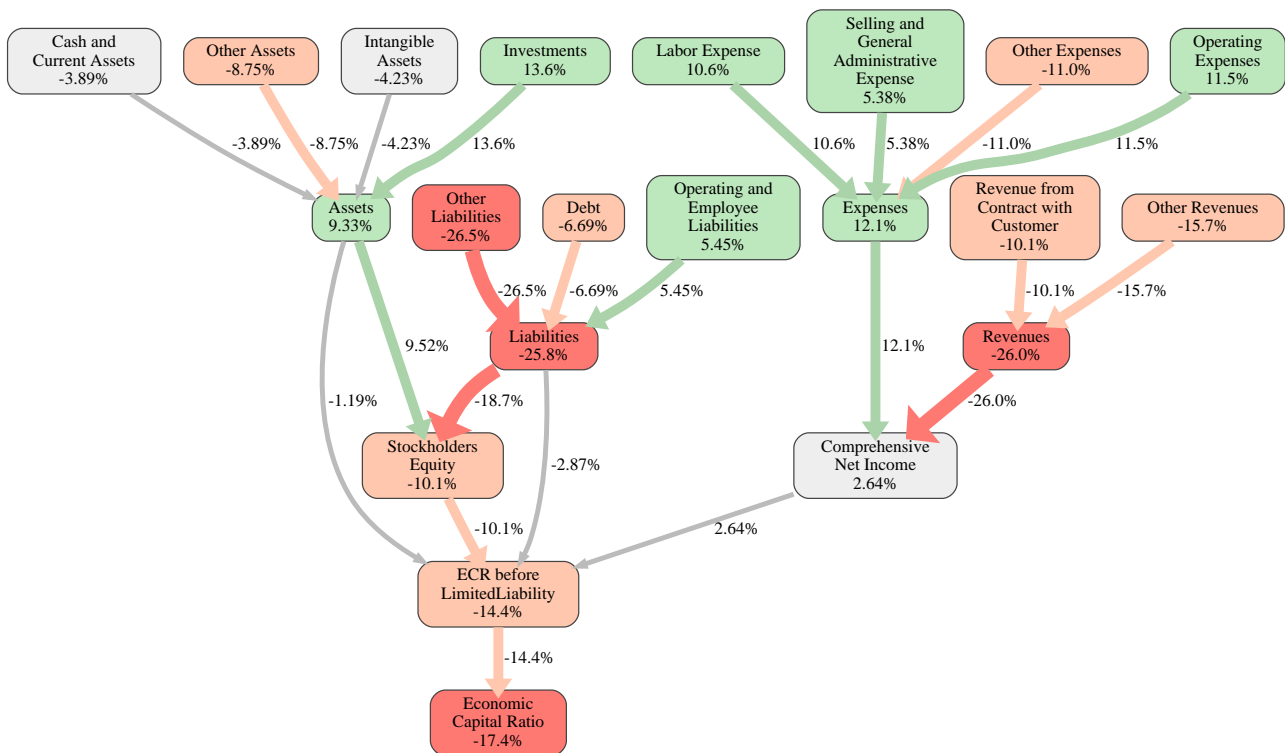 Cash and
Current Assets
-3.89%
Other Assets
-8.75%
Intangible
Assets
-4.23%
Investments
13.6%
Labor Expense
10.6%
Selling and
General
Administrative
Expense
5.38%
Other Expenses
-11.0%
Operating
Expenses
11.5%
-3.89%
-8.75%
-4.23%
13.6%
10.6%
5.38%
-11.0%
11.5%
Assets
9.33%
Other
Liabilities
-26.5%
Debt
-6.69%
Operating and
Employee
Liabilities
5.45%
Expenses
12.1%
Revenue from
Contract with
Customer
-10.1%
Other Revenues
-15.7%
-26.5%
-6.69%
5.45%
-10.1%
-15.7%
9.52%
Liabilities
-25.8%
12.1%
Revenues
-26.0%
-1.19%
-18.7%
-26.0%
Stockholders
Equity
-10.1%
-2.87%
Comprehensive
Net Income
2.64%
-10.1%
2.64%
ECR before
LimitedLiability
-14.4%
-14.4%
Economic
Capital Ratio
-17.4%